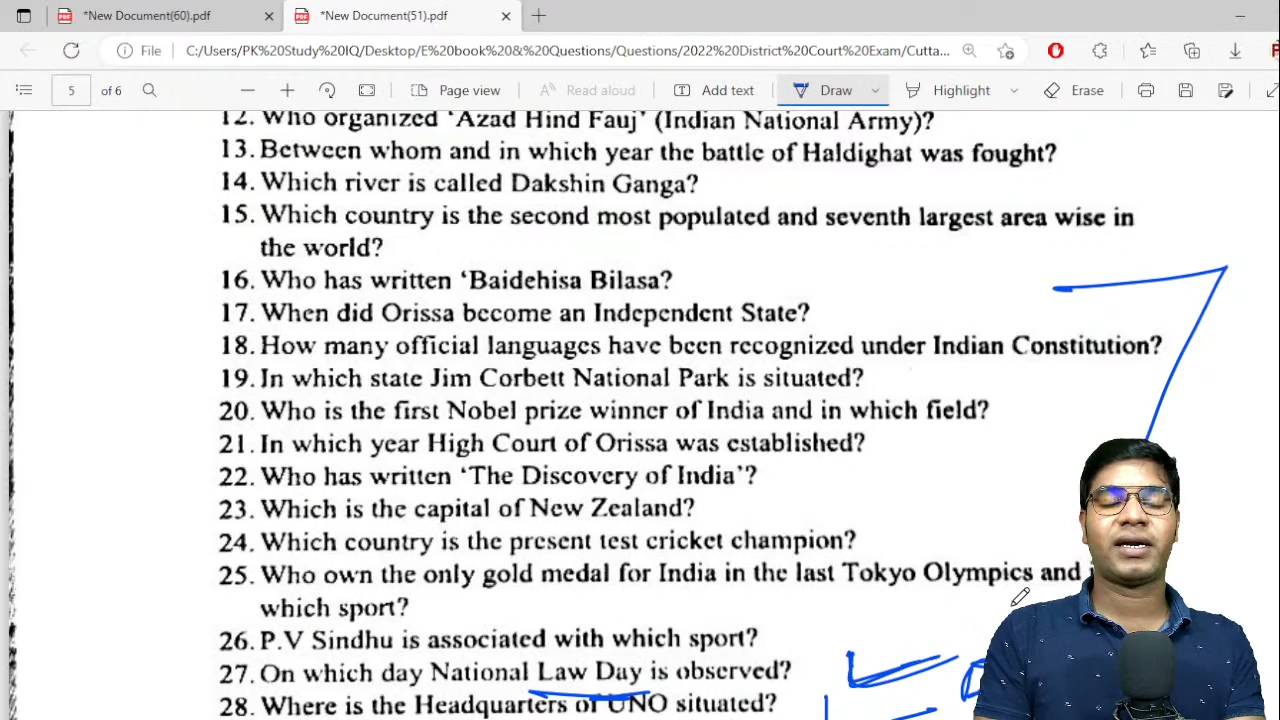 *New Document(60).pdf
*New Document(51).pdf
File
C:/Users/PK%20Study%20IQ/Desktop/E%20book%20&%20Questions/Questions/2022%20District%20Court%20Exam/Cutta...
5 of 6
Page view
Read aloud
Add text
Draw
Highlight
Erase
12. Who organized 'Azad Hind Fauj' (Indian National Army)?
13. Between whom and in which year the battle of Haldighat was fought?
14. Which river is called Dakshin Ganga?
15. Which country is the second most populated and seventh largest area wise in
the world?
16. Who has written 'Baidehisa Bilasa?
17. When did Orissa become an Independent State?
18. How many official languages have been recognized under Indian Constitution?
19. In which state Jim Corbett National Park is situated?
20. Who is the first Nobel prize winner of India and in which field?
21. In which year High Court of Orissa was established?
22. Who has written 'The Discovery of India'?
23. Which is the capital of New Zealand?
24. Which country is the present test cricket champion?
25. Who own the only gold medal for India in the last Tokyo Olympics and
which sport?
26. P.V Sindhu is associated with which sport?
27. On which day National Law Day is observed?
28. Where is the Headquarters of UNO situated?